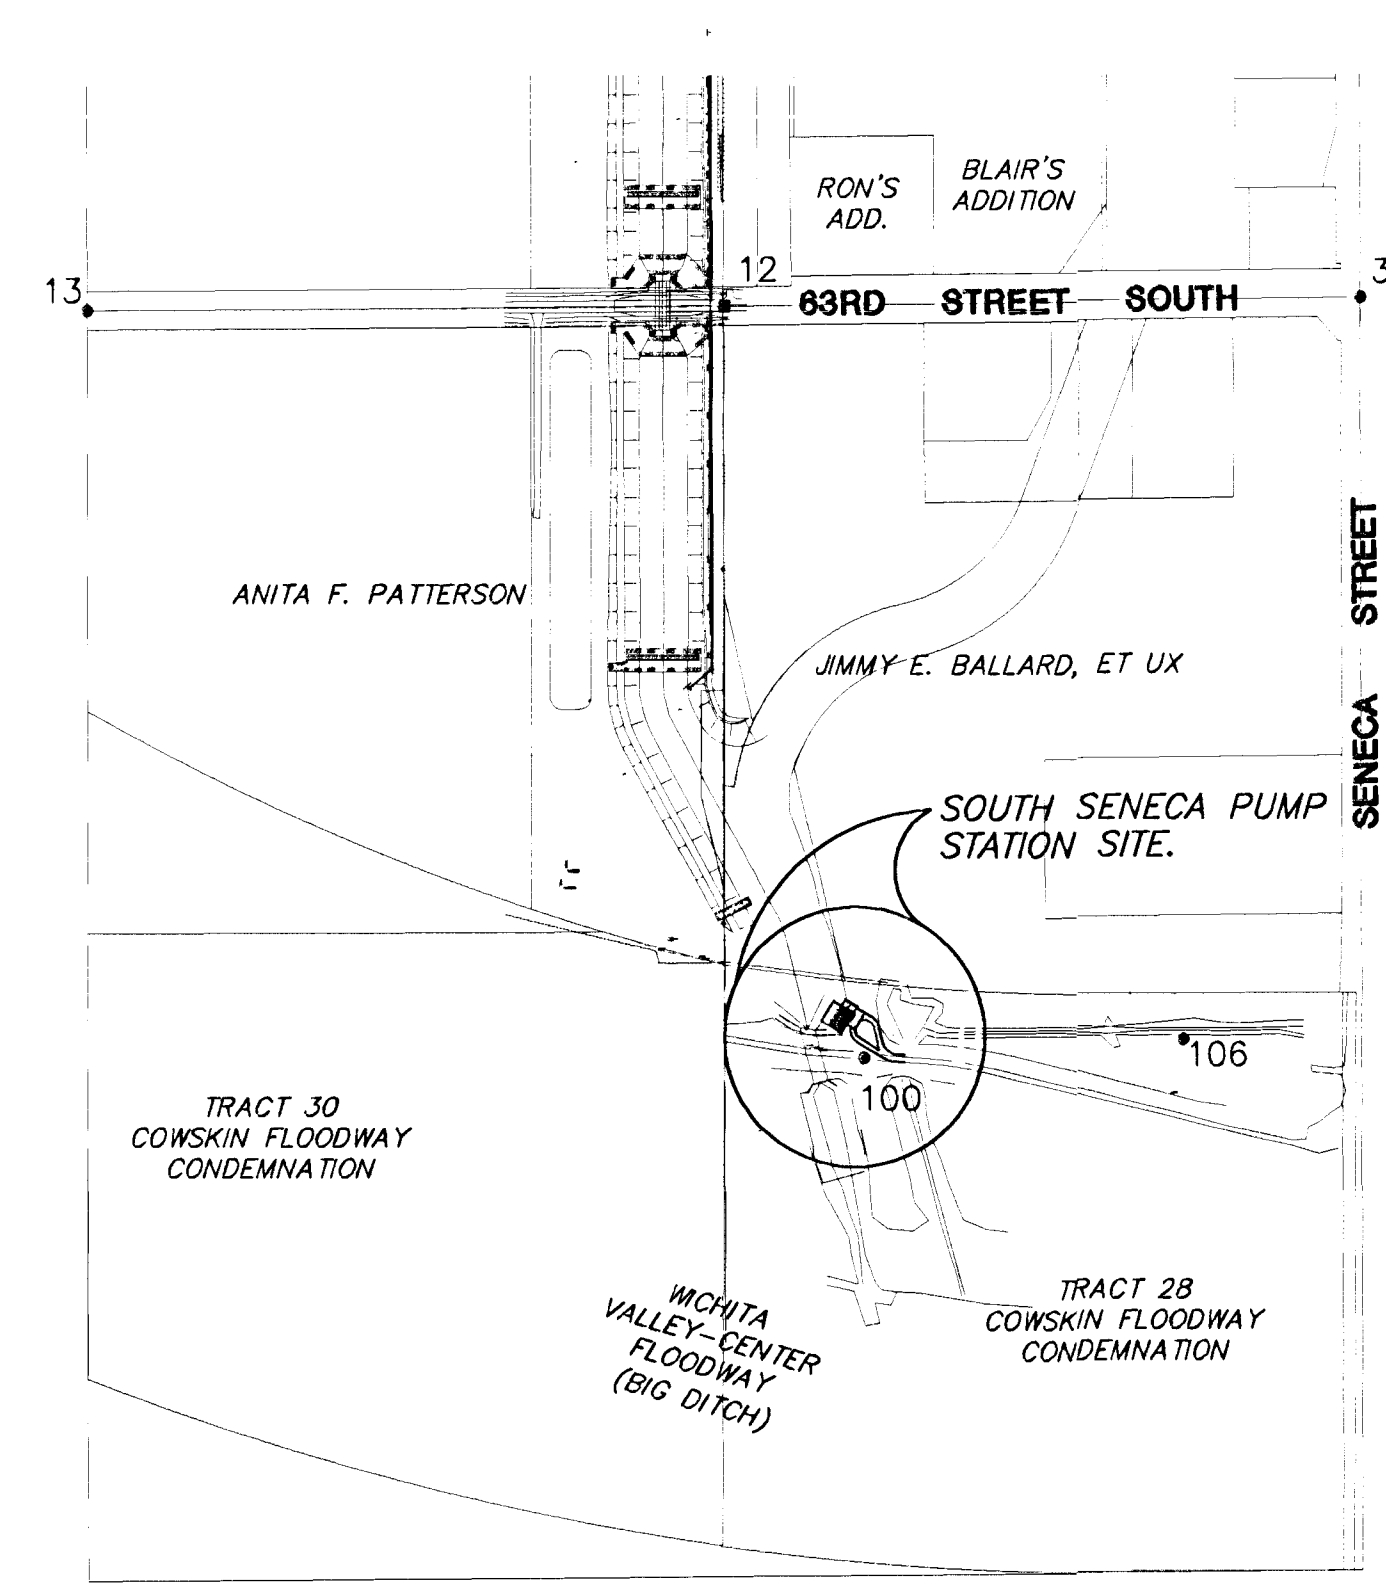 RON'S
ADD.
BLAIR'S
ADDITION
13
12
3
63RD STREET SOUTH
ANITA F. PATTERSON
JIMMY E. BALLARD, ET UX
SENECA STREET
SOUTH SENECA PUMP
STATION SITE.
106
100
TRACT 30
COWSKIN FLOODWAY
CONDEMNATION
WICHITA
VALLEY-CENTER
FLOODWAY
(BIG DITCH)
TRACT 28
COWSKIN FLOODWAY
CONDEMNATION